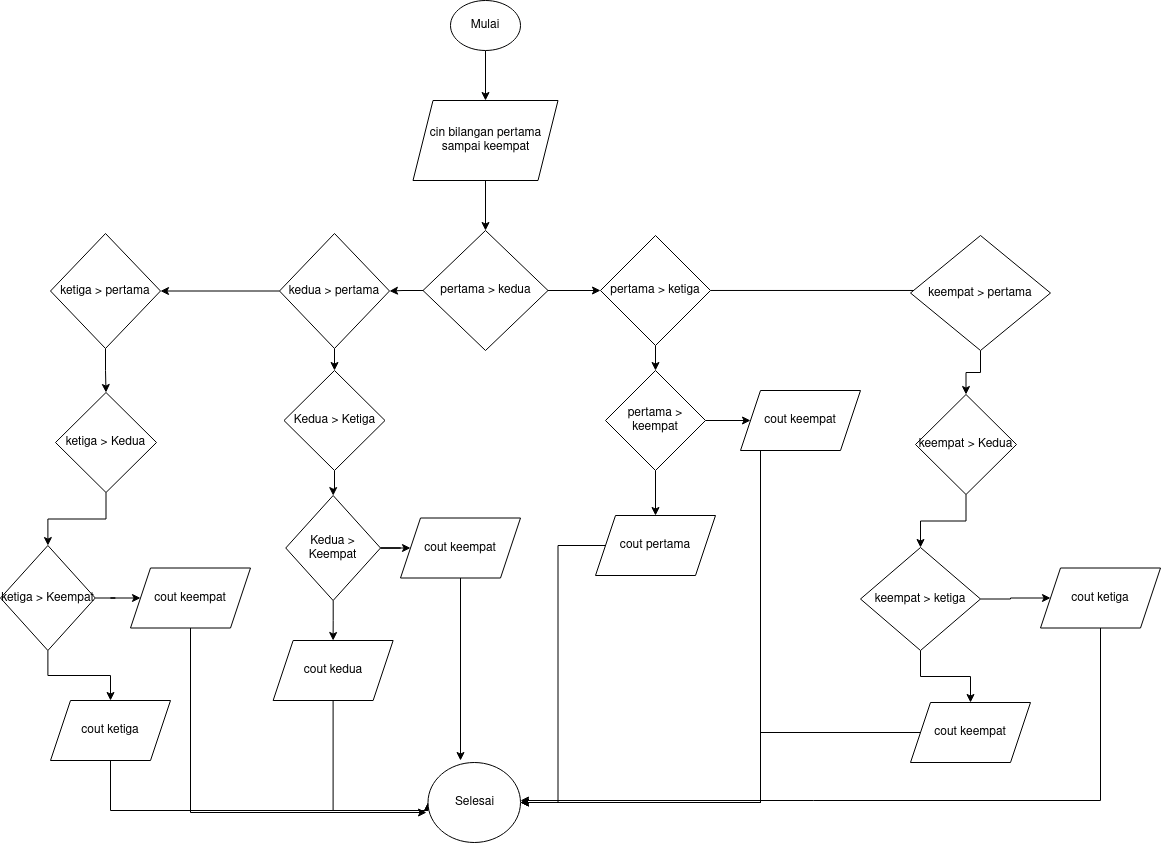 Mulai
cin bilangan pertama
sampai keempat
ketiga > pertama
kedua > pertama
pertama > kedua
pertama > ketiga
keempat > pertama
ketiga > Kedua
Kedua > Ketiga
pertama >
keempat
cout keempat
keempat > Kedua
ketiga > Keempat
cout keempat
Kedua >
Keempat
cout keempat
cout pertama
keempat > ketiga
cout ketiga
cout ketiga
cout kedua
cout keempat
Selesai